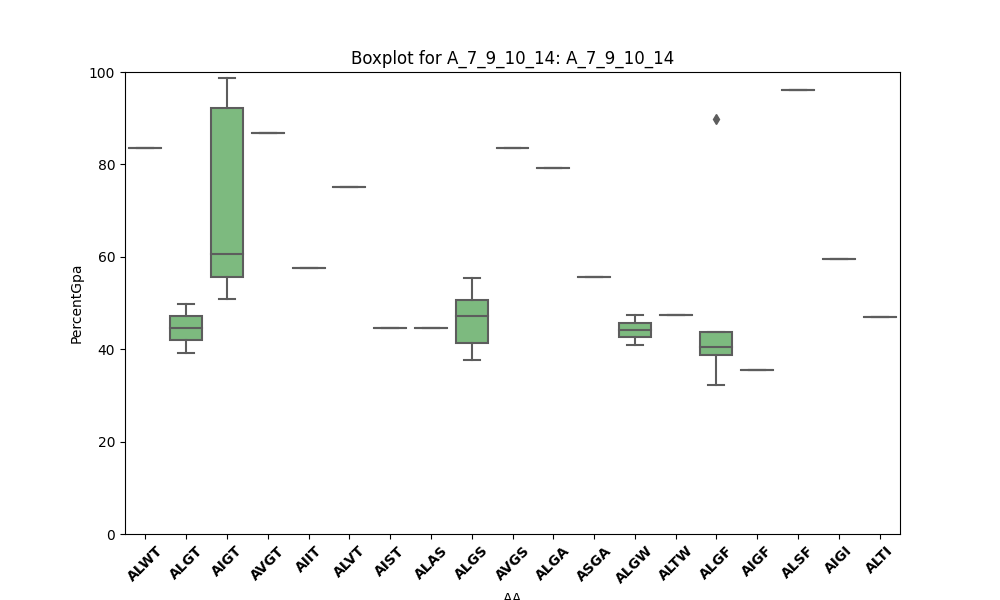 Boxplot for A_7_9_10_14: A_7_9_10_14
100
80
60
40
20
0
PercentGpa
ALWT ALGT AIGT AVGT AIIT ALVT AIST ALAS ALGS AVGS ALGA ASGA ALGW ALTW ALGF AIGF ALSF AIGI ALTI
AA